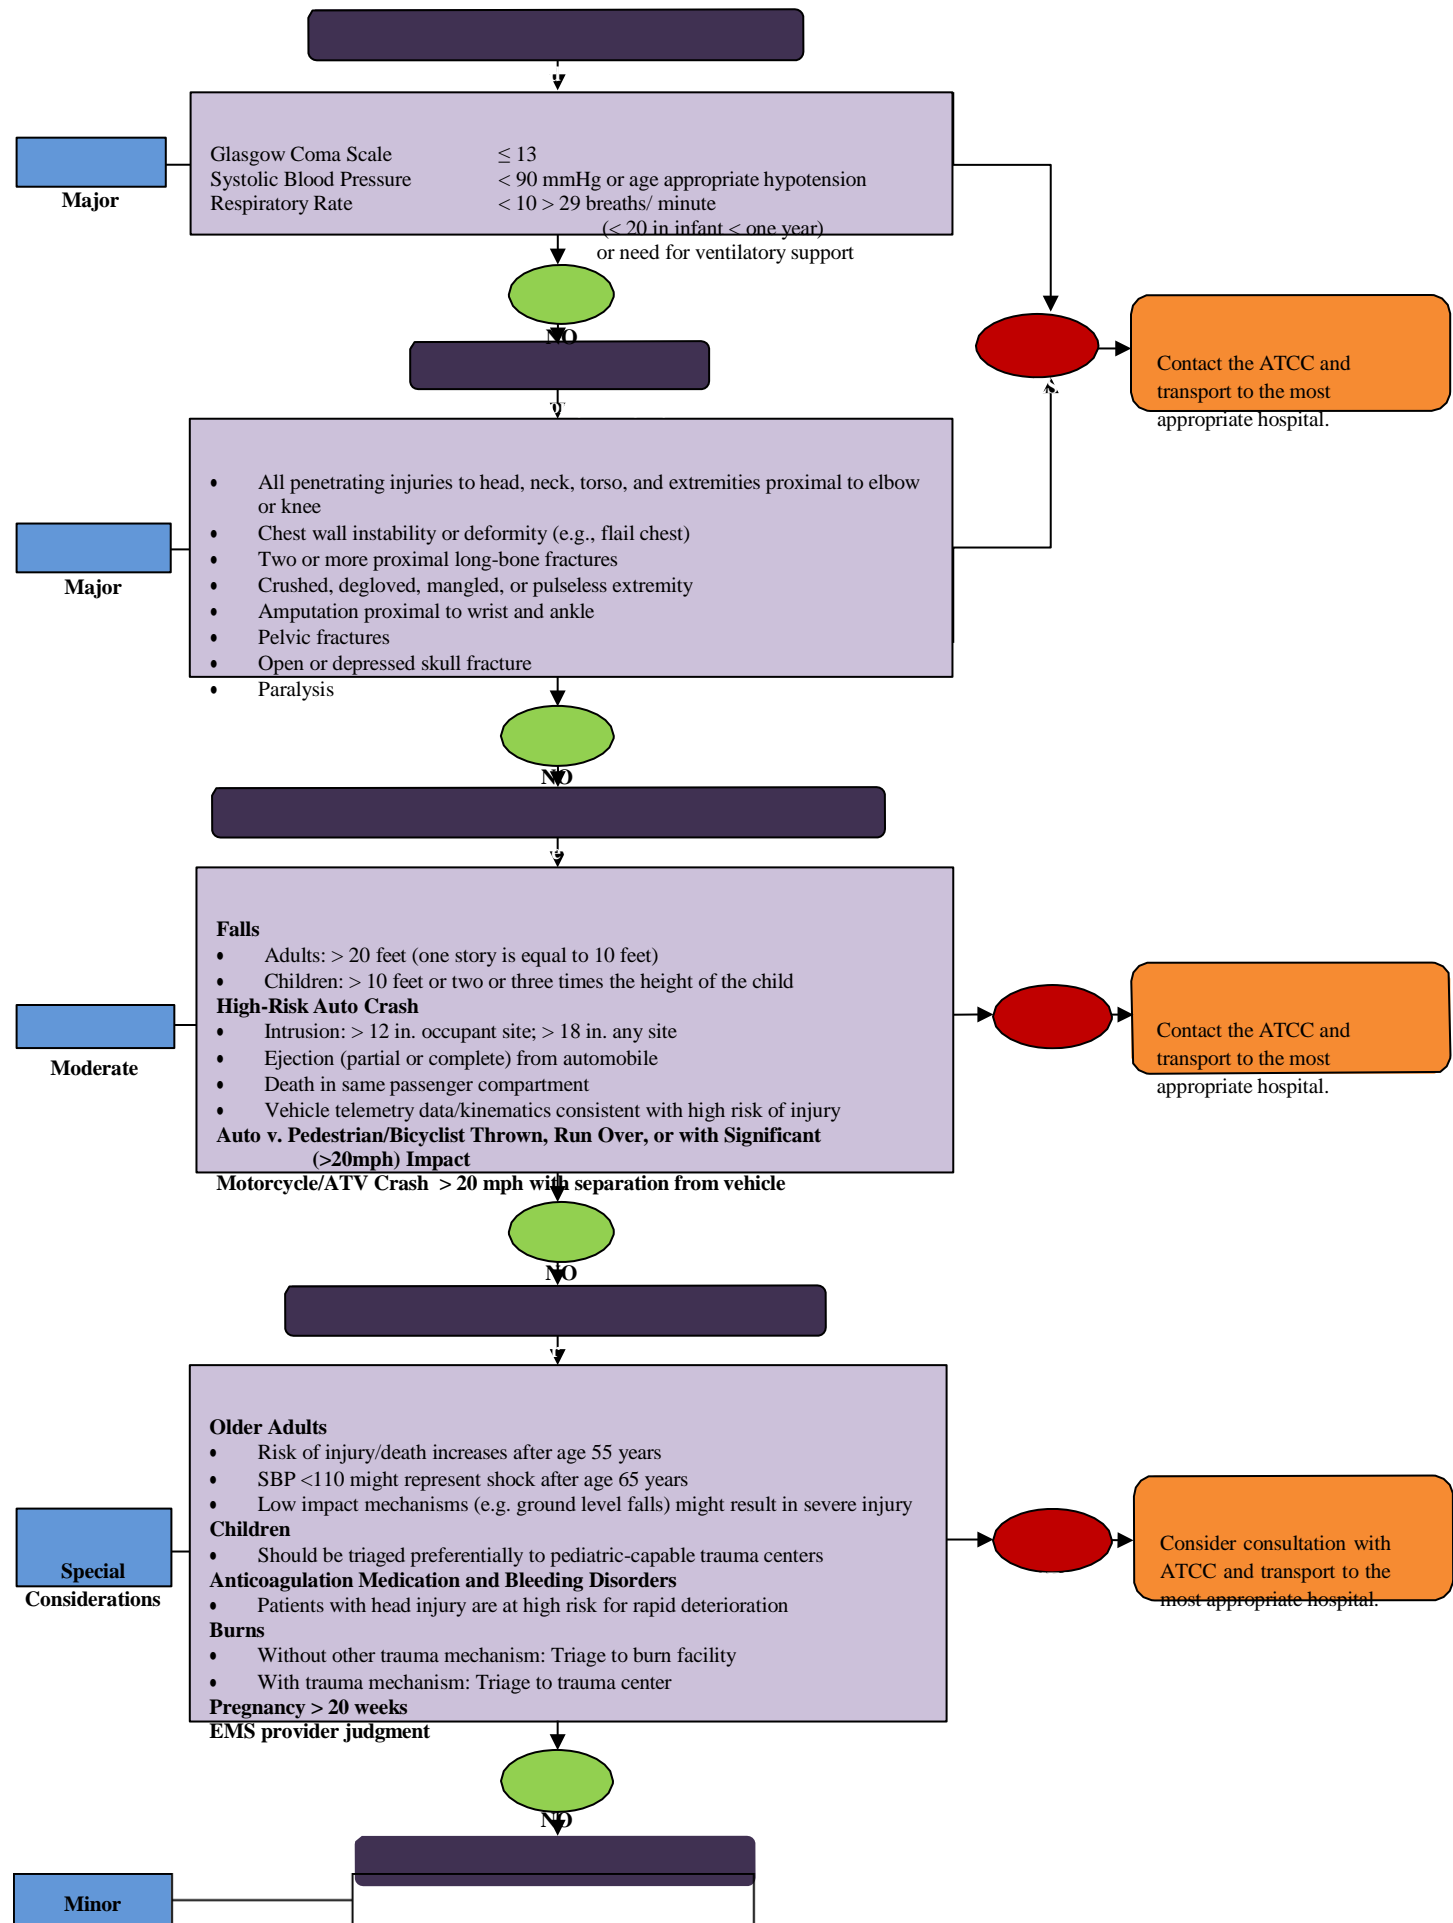 Glasgow Coma Scale ≤ 13
Systolic Blood Pressure < 90 mmHg or age appropriate hypotension
Respiratory Rate < 10 > 29 breaths/ minute
(< 20 in infant < one year)
or need for ventilatory support
Major
NO
Contact the ATCC and
transport to the most
appropriate hospital.
• All penetrating injuries to head, neck, torso, and extremities proximal to elbow
or knee
• Chest wall instability or deformity (e.g., flail chest)
• Two or more proximal long-bone fractures
• Crushed, degloved, mangled, or pulseless extremity
• Amputation proximal to wrist and ankle
• Pelvic fractures
• Open or depressed skull fracture
• Paralysis
Major
NO
Falls
• Adults: > 20 feet (one story is equal to 10 feet)
• Children: > 10 feet or two or three times the height of the child
High-Risk Auto Crash
• Intrusion: > 12 in. occupant site; > 18 in. any site
• Ejection (partial or complete) from automobile
• Death in same passenger compartment
• Vehicle telemetry data/kinematics consistent with high risk of injury
Auto v. Pedestrian/Bicyclist Thrown, Run Over, or with Significant
(>20mph) Impact
Motorcycle/ATV Crash > 20 mph with separation from vehicle
Moderate
Contact the ATCC and
transport to the most
appropriate hospital.
NO
Older Adults
• Risk of injury/death increases after age 55 years
• SBP <110 might represent shock after age 65 years
• Low impact mechanisms (e.g. ground level falls) might result in severe injury
Children
• Should be triaged preferentially to pediatric-capable trauma centers
Anticoagulation Medication and Bleeding Disorders
• Patients with head injury are at high risk for rapid deterioration
Burns
• Without other trauma mechanism: Triage to burn facility
• With trauma mechanism: Triage to trauma center
Pregnancy > 20 weeks
EMS provider judgment
Special
Considerations
Consider consultation with
ATCC and transport to the
most appropriate hospital.
NO
Minor